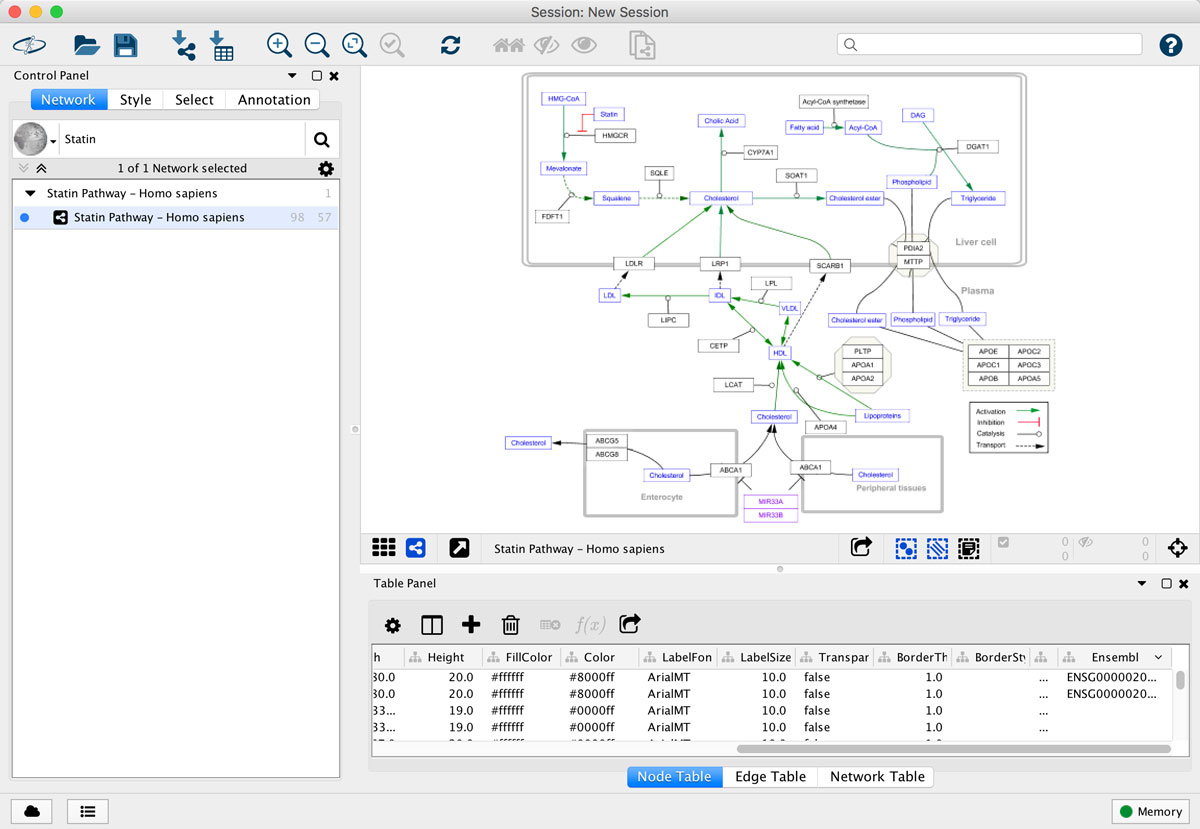 Session: New Session
?
Control Panel
Network Style Select Annotation
Statin
1 of 1 Network selected
Statin Pathway – Homo sapiens 1
Statin Pathway – Homo sapiens 98 57
HMG-CoA
Statin
HMGCR
Mevalonate
SQLE
Squalene
FDFT1
Cholic Acid
CYP7A1
SOAT1
Cholesterol
Cholesterol ester
Acyl-CoA synthetase
Fatty acid
Acyl-CoA
DAG
DGAT1
Phospholipid
Triglyceride
PDIA2
MTTP
Liver cell
LDLR
LRP1
SCARB1
Plasma
LDL
IDL
LPL
VLDL
LIPC
CETP
HDL
Cholesterol ester
Phospholipid
Triglyceride
PLTP
APOA1
APOA2
APOE APOC2
APOC1 APOC3
APOB APOA5
LCAT
Cholesterol
APOA4
Lipoproteins
Activation
Inhibition
Catalysis
Transport
Cholesterol
ABCG5
ABCG8
Cholesterol
ABCA1
Enterocyte
ABCA1
Cholesterol
Peripheral tissues
MIR33A
MIR33B
Statin Pathway – Homo sapiens
0 0
0 0
Table Panel
f(x)
h Height FillColor Color LabelFon LabelSize Transpar BorderTh BorderSty Ensembl
30.0 20.0 #ffffff #8000ff ArialMT 10.0 false 1.0 ... ENSG0000020...
30.0 20.0 #ffffff #8000ff ArialMT 10.0 false 1.0 ... ENSG0000020...
33... 19.0 #ffffff #0000ff ArialMT 10.0 false 1.0 ...
33... 19.0 #ffffff #0000ff ArialMT 10.0 false 1.0 ...
Node Table Edge Table Network Table
Memory